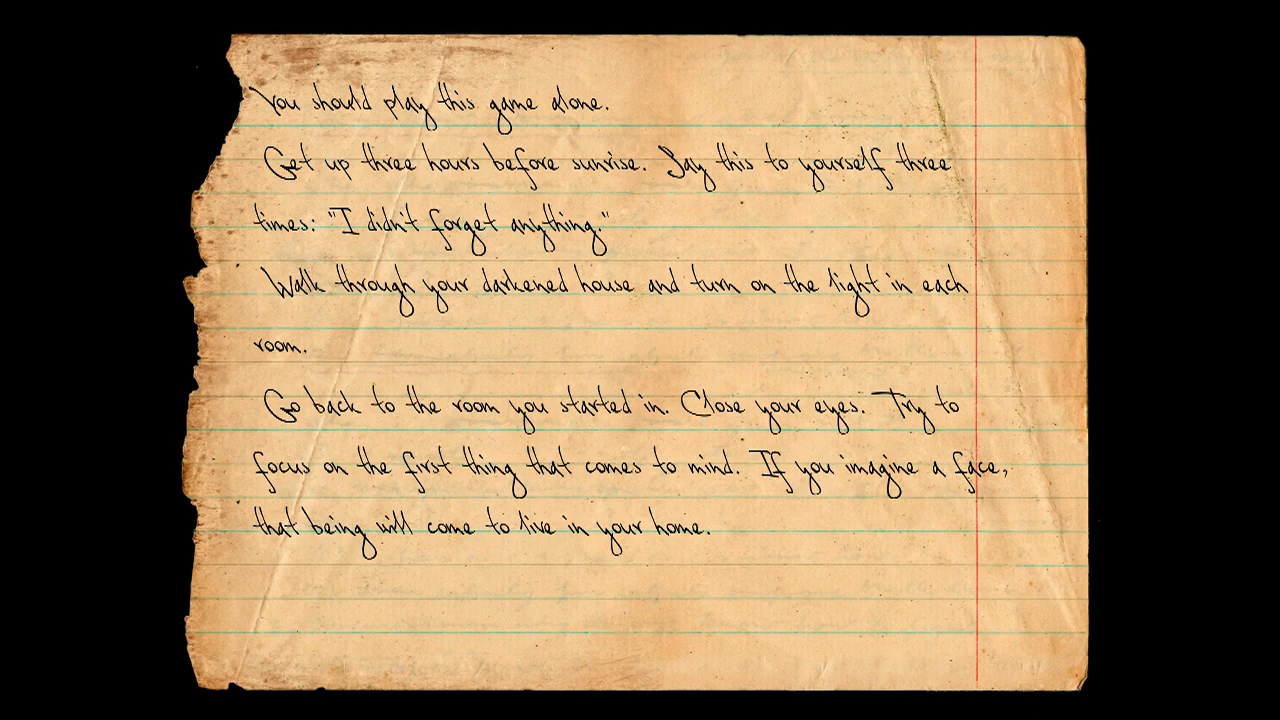 You should play this game alone.
Get up three hours before sunrise. Say this to yourself three
times: "I didn't forget anything."
Walk through your darkened house and turn on the light in each
room.
Go back to the room you started in. Close your eyes. Try to
focus on the first thing that comes to mind. If you imagine a face,
that being will come to live in your home.